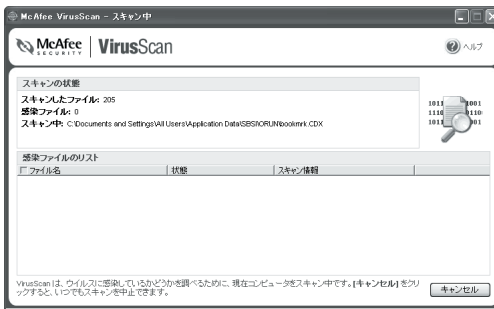 McAfee VirusScan - スキャン中
McAfee SECURITY VirusScan
ヘルプ
スキャンの状態
スキャンしたファイル: 205
感染ファイル: 0
スキャン中: C:\Documents and Settings\All Users\Application Data\SBSI\ORUN\bookmrk.CDX
感染ファイルのリスト
ファイル名 状態 スキャン情報
VirusScan は、ウイルスに感染しているかどうかを調べるために、現在コンピュータをスキャン中です。[キャンセル] をクリ
ックすると、いつでもスキャンを中止できます。
キャンセル